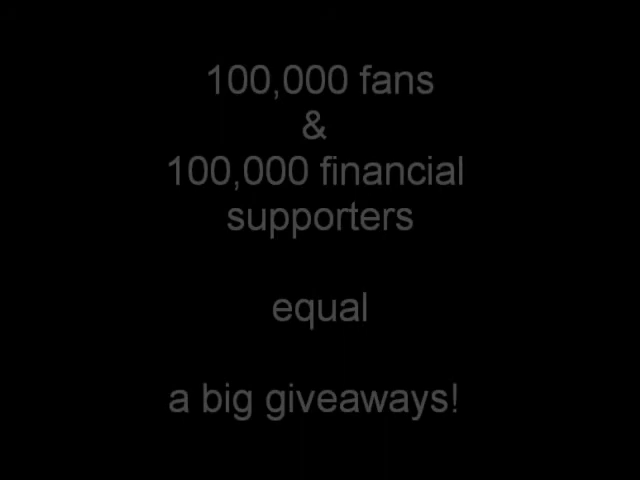 100,000 fans
&
100,000 financial
supporters
equal
a big giveaways!